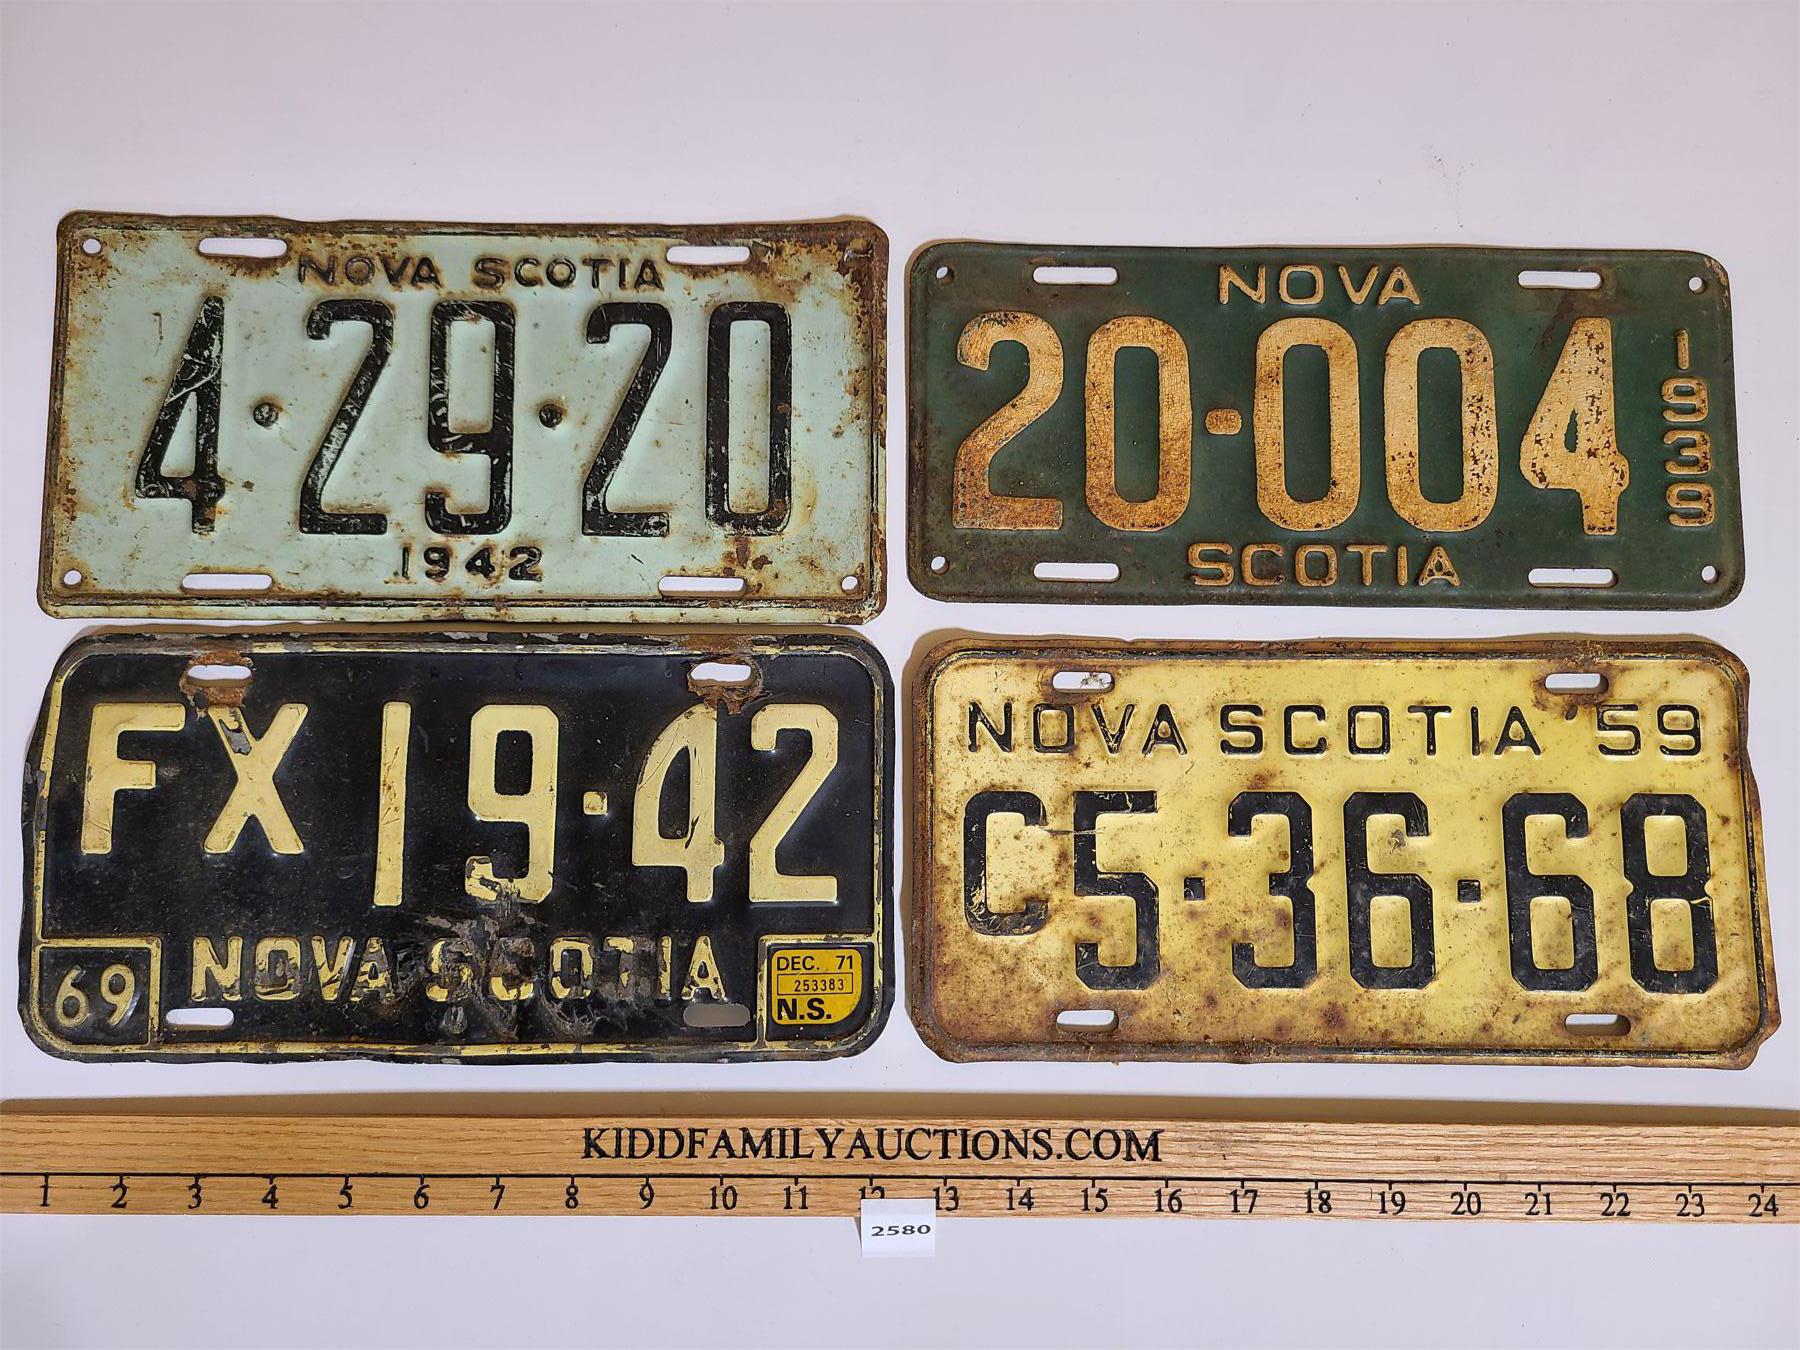 NOVA SCOTIA
4·29·20
1942
NOVA
20-004
1939
SCOTIA
FX 19·42
69
NOVA SCOTIA
DEC. 71
253383
N.S.
NOVA SCOTIA '59
C5·36·68
KIDDFAMILYAUCTIONS.COM
1 2 3 4 5 6 7 8 9 10 11 12 13 14 15 16 17 18 19 20 21 22 23 24
2580